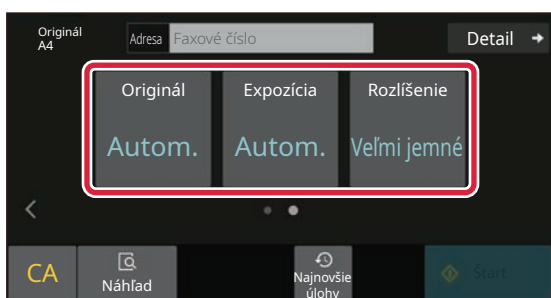 Originál
A4
Adresa Faxové číslo
Detail
Originál Expozícia Rozlíšenie
Autom. Autom. Veľmi jemné
CA
Náhľad
Najnovšie
úlohy
Štart